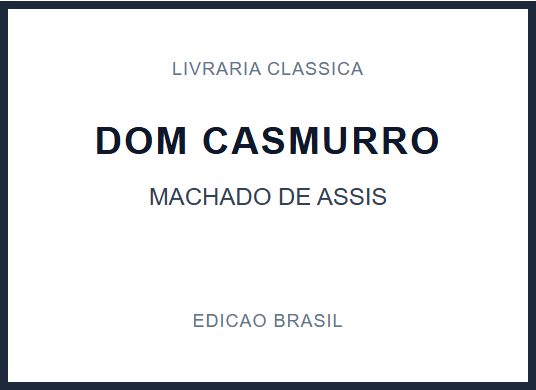 LIVRARIA CLASSICA
DOM CASMURRO
MACHADO DE ASSIS
EDICAO BRASIL